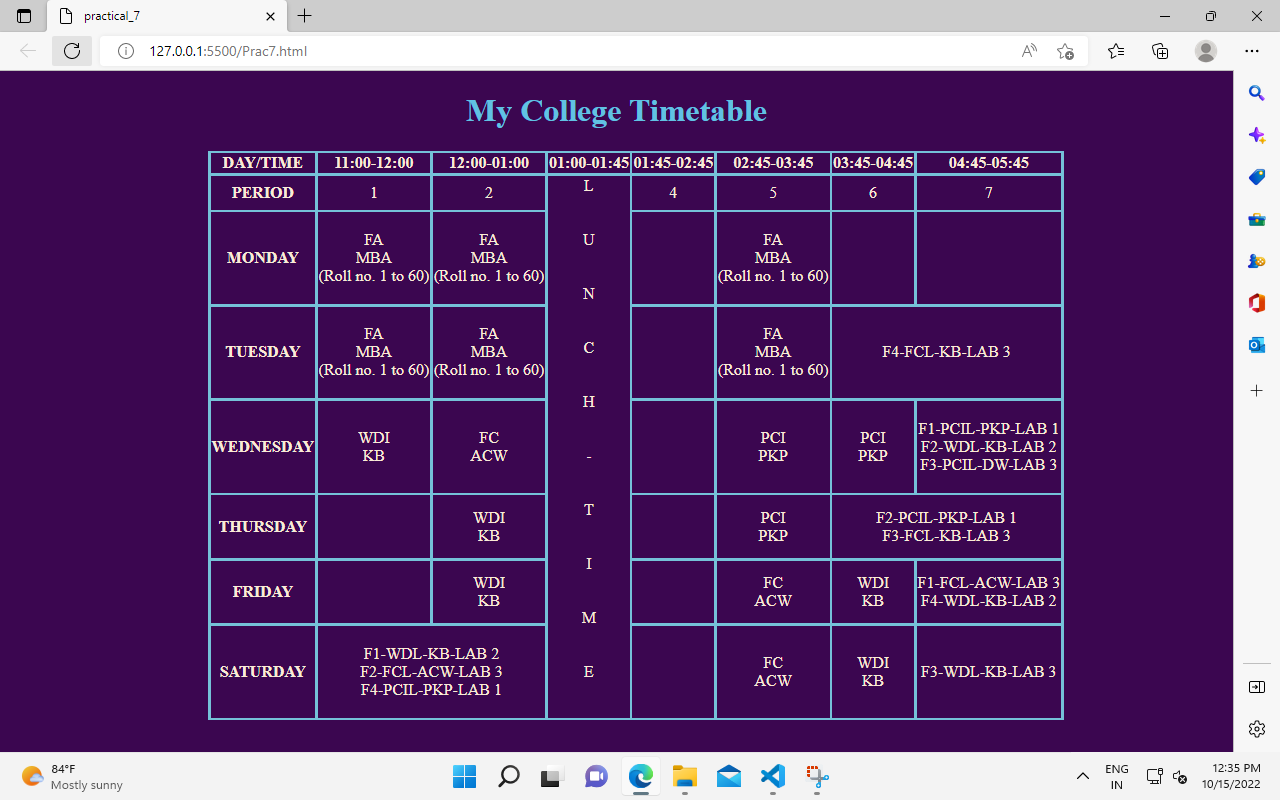 practical_7
127.0.0.1:5500/Prac7.html
My College Timetable
DAY/TIME 11:00-12:00 12:00-01:00 01:00-01:45 01:45-02:45 02:45-03:45 03:45-04:45 04:45-05:45
PERIOD 1 2 4 5 6 7
L
U
N
C
H
-
T
I
M
E
MONDAY
FA
MBA
(Roll no. 1 to 60)
FA
MBA
(Roll no. 1 to 60)
FA
MBA
(Roll no. 1 to 60)
TUESDAY
FA
MBA
(Roll no. 1 to 60)
FA
MBA
(Roll no. 1 to 60)
FA
MBA
(Roll no. 1 to 60)
F4-FCL-KB-LAB 3
WEDNESDAY
WDI
KB
FC
ACW
PCI
PKP
PCI
PKP
F1-PCIL-PKP-LAB 1
F2-WDL-KB-LAB 2
F3-PCIL-DW-LAB 3
THURSDAY
WDI
KB
PCI
PKP
F2-PCIL-PKP-LAB 1
F3-FCL-KB-LAB 3
FRIDAY
WDI
KB
FC
ACW
WDI
KB
F1-FCL-ACW-LAB 3
F4-WDL-KB-LAB 2
SATURDAY
F1-WDL-KB-LAB 2
F2-FCL-ACW-LAB 3
F4-PCIL-PKP-LAB 1
FC
ACW
WDI
KB
F3-WDL-KB-LAB 3
84°F
Mostly sunny
ENG
IN
12:35 PM
10/15/2022